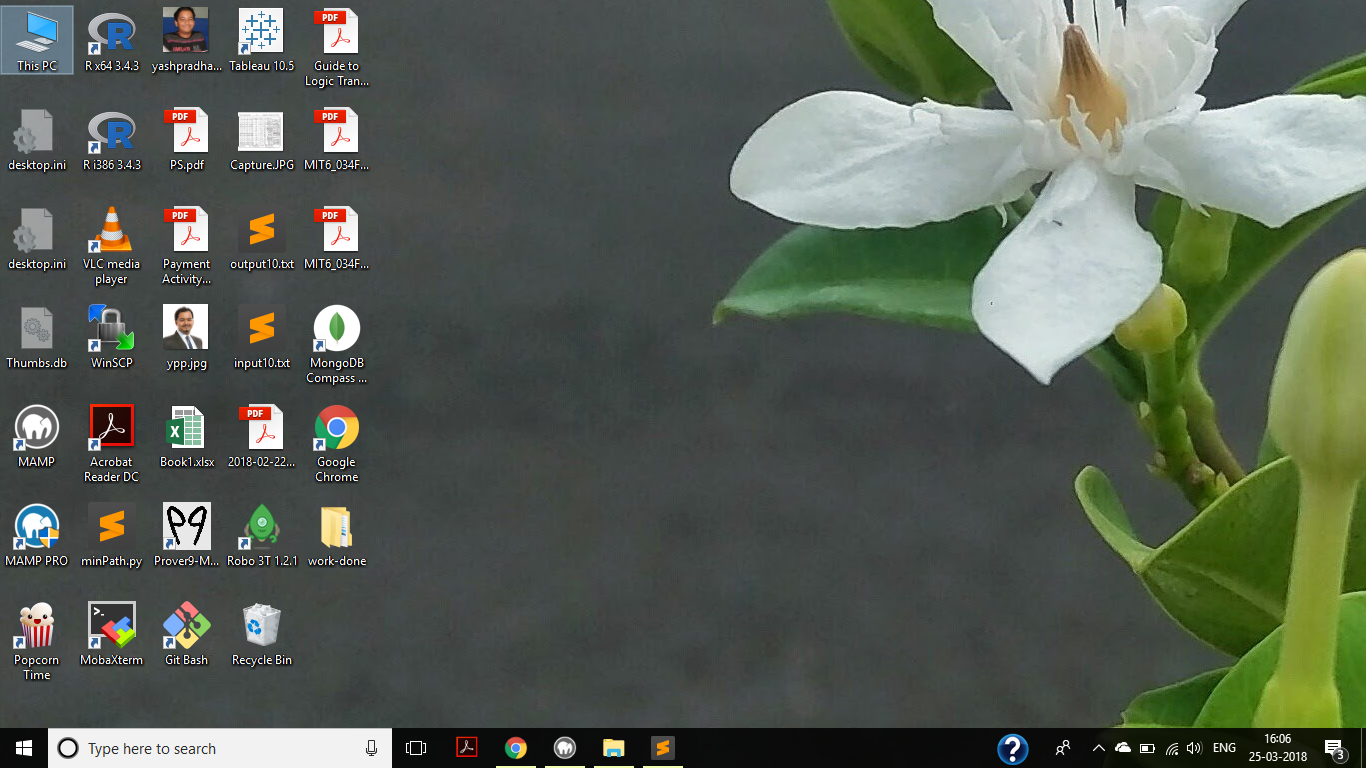 This PC
R x64 3.4.3
yashpradha...
Tableau 10.5
PDF
Guide to
Logic Tran...
desktop.ini
R i386 3.4.3
PDF
PS.pdf
Capture.JPG
PDF
MIT6_034F...
desktop.ini
VLC media
player
PDF
Payment
Activity...
output10.txt
PDF
MIT6_034F...
Thumbs.db
WinSCP
ypp.jpg
input10.txt
MongoDB
Compass ...
MAMP
Acrobat
Reader DC
Book1.xlsx
PDF
2018-02-22...
Google
Chrome
MAMP PRO
minPath.py
Prover9-M...
Robo 3T 1.2.1
work-done
Popcorn
Time
MobaXterm
Git Bash
Recycle Bin
Type here to search
ENG
16:06
25-03-2018
3